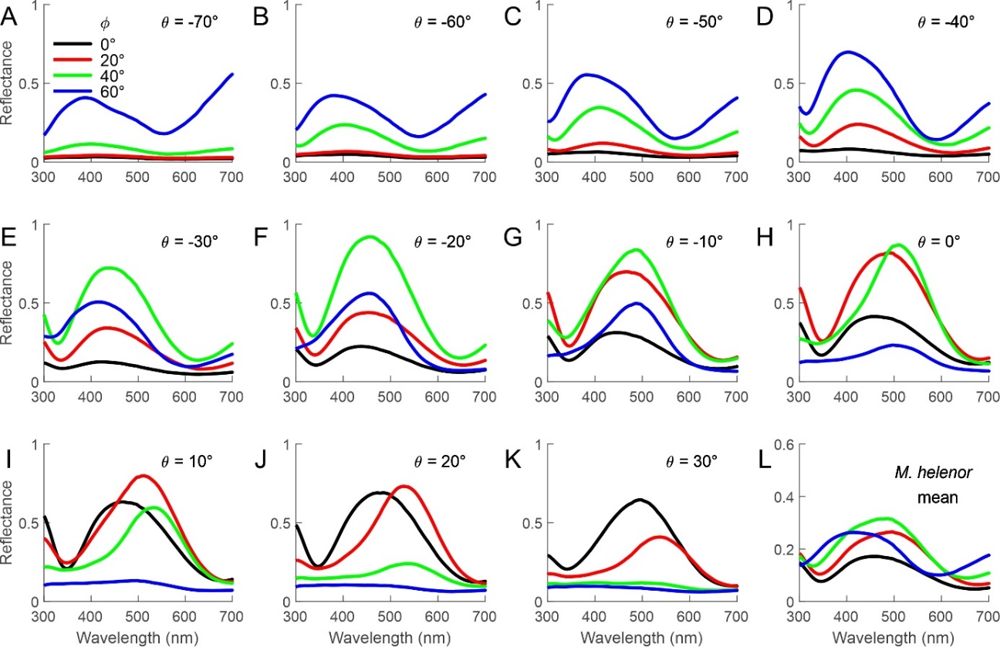 A
ϕ
θ = -70°
0°
20°
40°
60°
Reflectance
1
0.5
0
300 400 500 600 700
B
θ = -60°
1
0.5
0
300 400 500 600 700
C
θ = -50°
1
0.5
0
300 400 500 600 700
D
θ = -40°
1
0.5
0
300 400 500 600 700
E
θ = -30°
Reflectance
1
0.5
0
300 400 500 600 700
F
θ = -20°
1
0.5
0
300 400 500 600 700
G
θ = -10°
1
0.5
0
300 400 500 600 700
H
θ = 0°
1
0.5
0
300 400 500 600 700
I
θ = 10°
Reflectance
1
0.5
0
300 400 500 600 700
Wavelength (nm)
J
θ = 20°
1
0.5
0
300 400 500 600 700
Wavelength (nm)
K
θ = 30°
1
0.5
0
300 400 500 600 700
Wavelength (nm)
L
M. helenor
mean
0.6
0.4
0.2
0
300 400 500 600 700
Wavelength (nm)